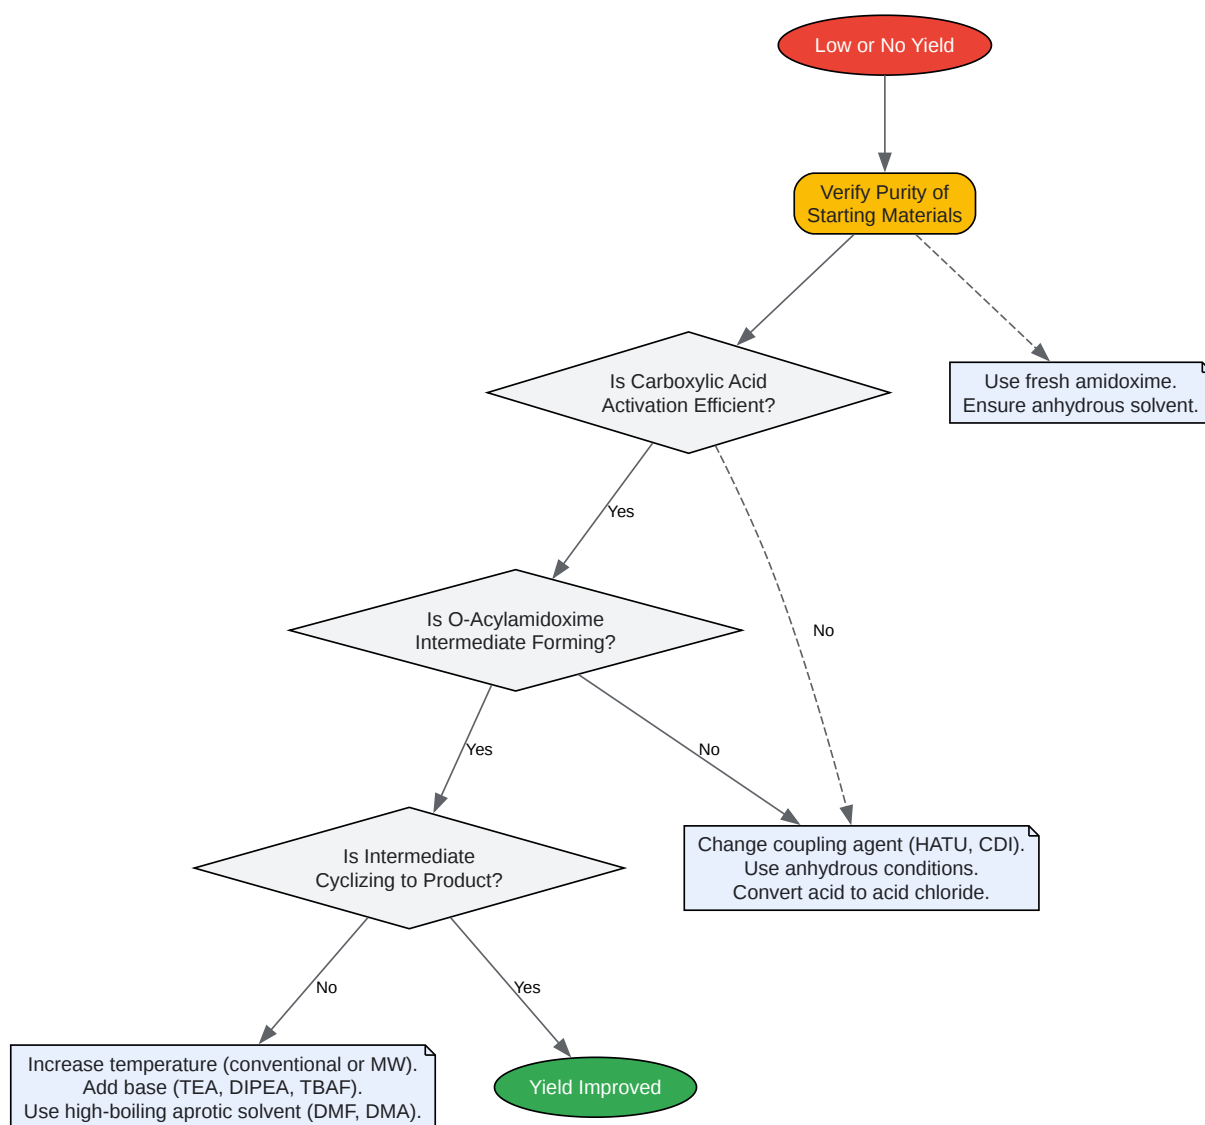 Low or No Yield
Verify Purity of
Starting Materials
Is Carboxylic Acid
Activation Efficient?
Use fresh amidoxime.
Ensure anhydrous solvent.
Yes
No
Is O-Acylamidoxime
Intermediate Forming?
Yes
No
Is Intermediate
Cyclizing to Product?
Change coupling agent (HATU, CDI).
Use anhydrous conditions.
Convert acid to acid chloride.
No
Yes
Increase temperature (conventional or MW).
Add base (TEA, DIPEA, TBAF).
Use high-boiling aprotic solvent (DMF, DMA).
Yield Improved